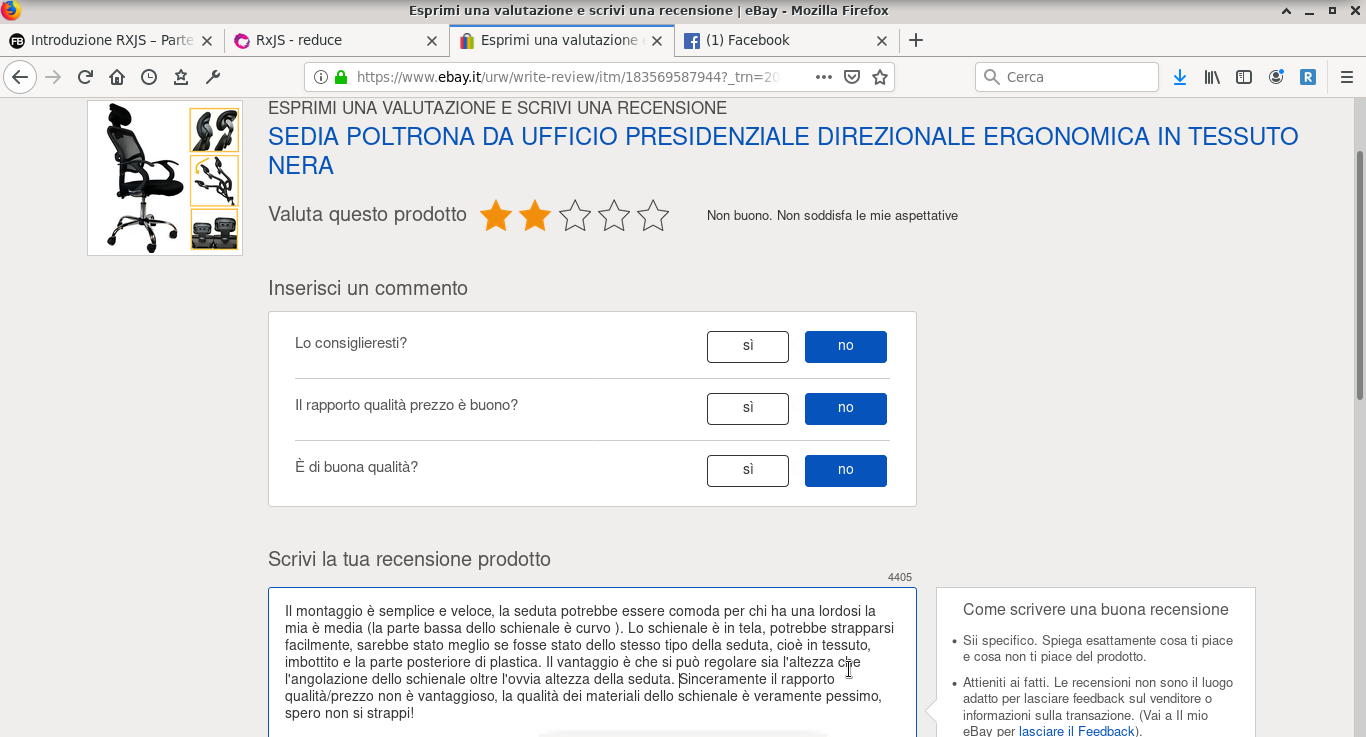 Esprimi una valutazione e scrivi una recensione | eBay - Mozilla Firefox
Introduzione RXJS – Parte
RxJS - reduce
Esprimi una valutazione
(1) Facebook
https://www.ebay.it/urw/write-review/itm/183569587944?_trn=20
Cerca
ESPRIMI UNA VALUTAZIONE E SCRIVI UNA RECENSIONE
SEDIA POLTRONA DA UFFICIO PRESIDENZIALE DIREZIONALE ERGONOMICA IN TESSUTO
NERA
Valuta questo prodotto
Non buono. Non soddisfa le mie aspettative
Inserisci un commento
Lo consiglieresti?
sì
no
Il rapporto qualità prezzo è buono?
sì
no
È di buona qualità?
sì
no
Scrivi la tua recensione prodotto
4405
Il montaggio è semplice e veloce, la seduta potrebbe essere comoda per chi ha una lordosi la
mia è media (la parte bassa dello schienale è curvo ). Lo schienale è in tela, potrebbe strapparsi
facilmente, sarebbe stato meglio se fosse stato dello stesso tipo della seduta, cioè in tessuto,
imbottito e la parte posteriore di plastica. Il vantaggio è che si può regolare sia l'altezza che
l'angolazione dello schienale oltre l'ovvia altezza della seduta. Sinceramente il rapporto
qualità/prezzo non è vantaggioso, la qualità dei materiali dello schienale è veramente pessimo,
spero non si strappi!
Come scrivere una buona recensione
• Sii specifico. Spiega esattamente cosa ti piace
e cosa non ti piace del prodotto.
• Attieniti ai fatti. Le recensioni non sono il luogo
adatto per lasciare feedback sul venditore o
informazioni sulla transazione. (Vai a Il mio
eBay per lasciare il Feedback).